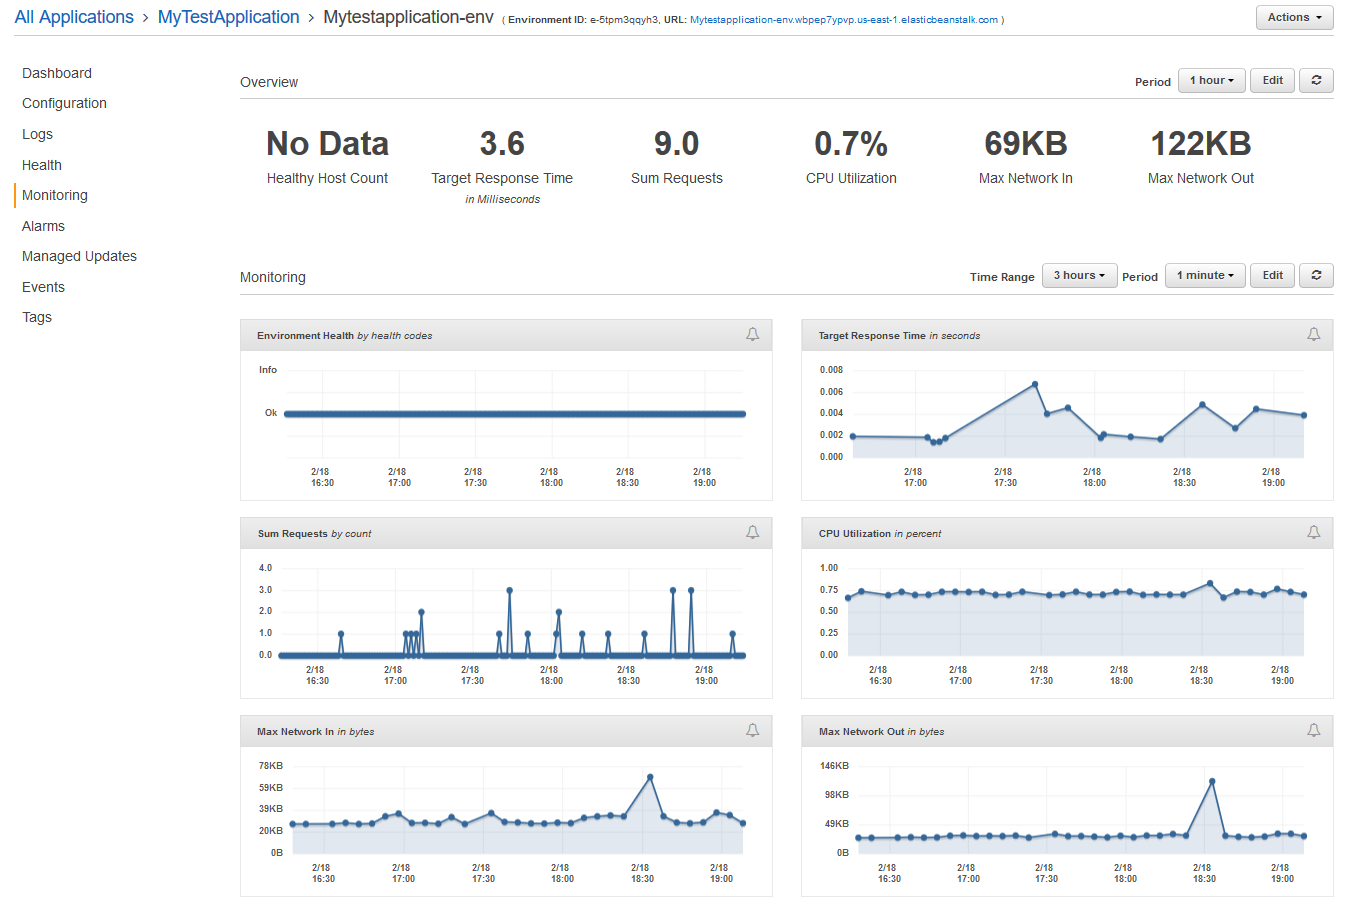 All Applications > MyTestApplication > Mytestapplication-env ( Environment ID: e-5tpm3qqyh3, URL: Mytestapplication-env.wbpep7ypvp.us-east-1.elasticbeanstalk.com )
Actions
Dashboard
Configuration
Logs
Health
Monitoring
Alarms
Managed Updates
Events
Tags
Overview
Period 1 hour Edit
No Data 3.6 9.0 0.7% 69KB 122KB
Healthy Host Count Target Response Time Sum Requests CPU Utilization Max Network In Max Network Out
in Milliseconds
Monitoring
Time Range 3 hours Period 1 minute Edit
Environment Health by health codes
Info
Ok
2/18 2/18 2/18 2/18 2/18 2/18
16:30 17:00 17:30 18:00 18:30 19:00
Target Response Time in seconds
0.008
0.006
0.004
0.002
0.000
2/18 2/18 2/18 2/18 2/18
17:00 17:30 18:00 18:30 19:00
Sum Requests by count
4.0
3.0
2.0
1.0
0.0
2/18 2/18 2/18 2/18 2/18 2/18
16:30 17:00 17:30 18:00 18:30 19:00
CPU Utilization in percent
1.00
0.75
0.50
0.25
0.00
2/18 2/18 2/18 2/18 2/18 2/18
16:30 17:00 17:30 18:00 18:30 19:00
Max Network In in bytes
78KB
59KB
39KB
20KB
0B
2/18 2/18 2/18 2/18 2/18 2/18
16:30 17:00 17:30 18:00 18:30 19:00
Max Network Out in bytes
146KB
98KB
49KB
0B
2/18 2/18 2/18 2/18 2/18 2/18
16:30 17:00 17:30 18:00 18:30 19:00